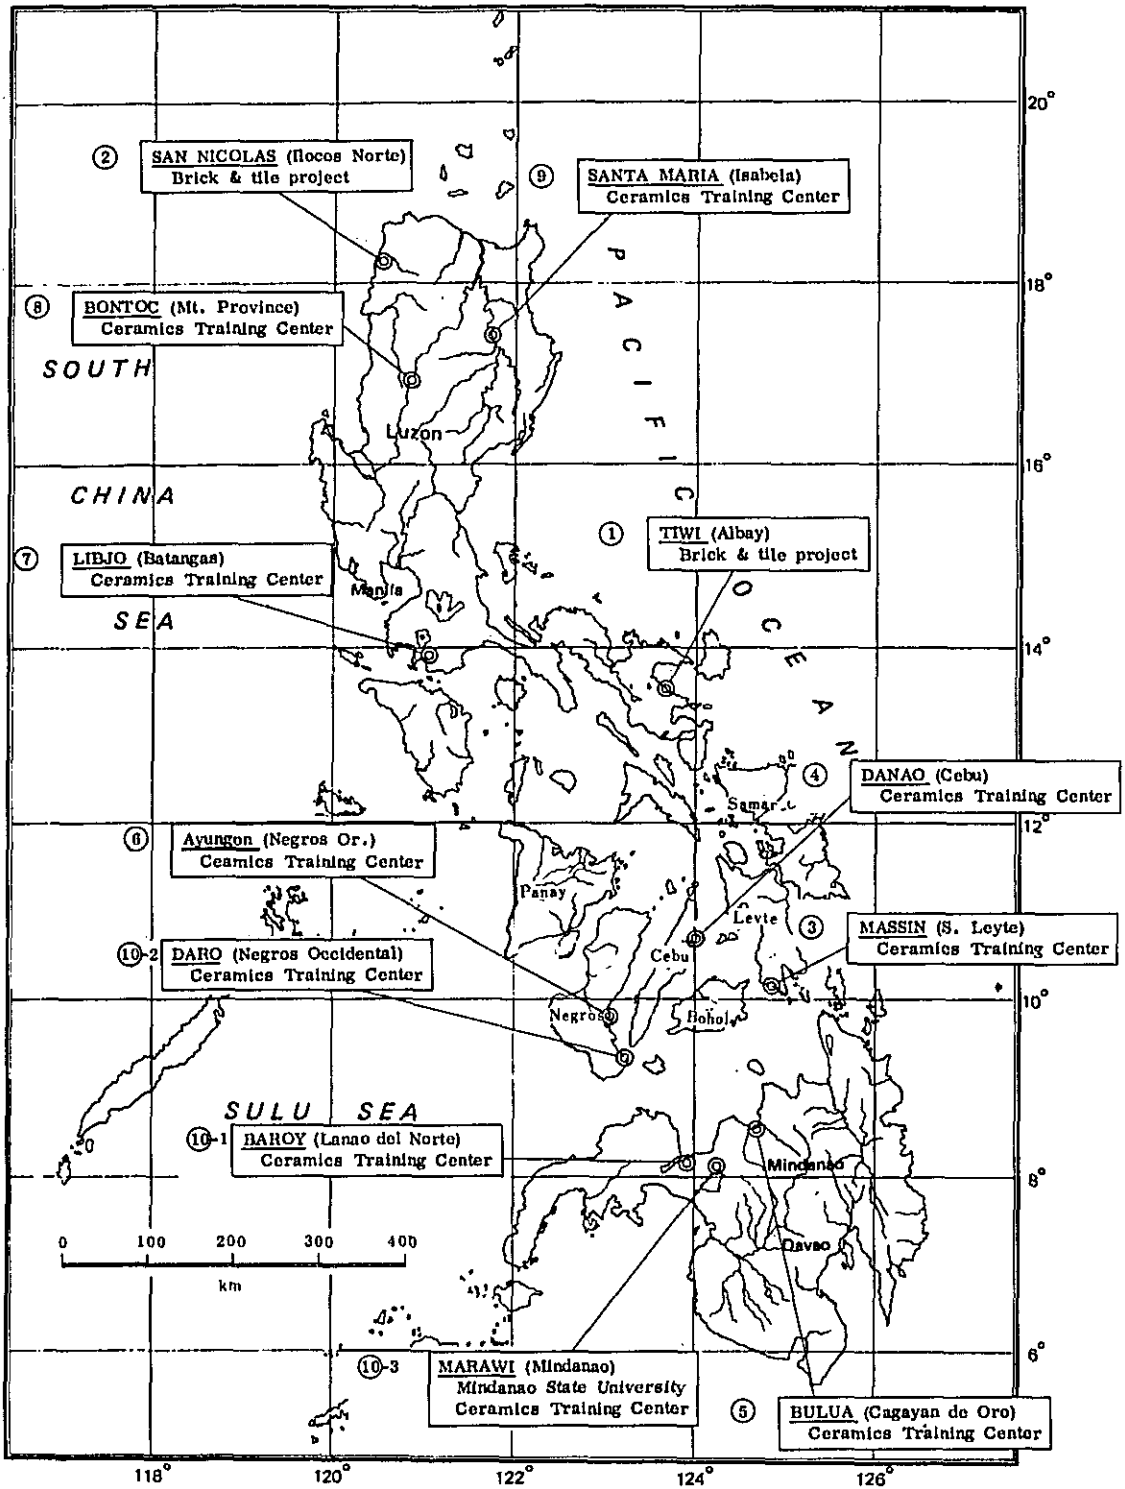 20°
② SAN NICOLAS (Ilocos Norte)
Brick & tile project
⑨ SANTA MARIA (Isabela)
Ceramics Training Center
18°
⑧ BONTOC (Mt. Province)
Ceramics Training Center
PACIFIC OCEAN
SOUTH
Luzon
16°
CHINA
① TIWI (Albay)
Brick & tile project
⑦ LIBJO (Batangas)
Ceramics Training Center
Manila
SEA
14°
④ DANAO (Cebu)
Ceramics Training Center
Samar
12°
⑥ Ayungon (Negros Or.)
Ceamics Training Center
Panay
Leyte
③ MASSIN (S. Leyte)
Ceramics Training Center
⑩-2 DARO (Negros Occidental)
Ceramics Training Center
Cebu
10°
Negros
Bohol
SULU SEA
⑩-1 BAROY (Lanao del Norte)
Ceramics Training Center
Mindanao
8°
0 100 200 300 400
km
Davao
6°
⑩-3 MARAWI (Mindanao)
Mindanao State University
Ceramics Training Center
⑤ BULUA (Cagayan de Oro)
Ceramics Training Center
118° 120° 122° 124° 126°